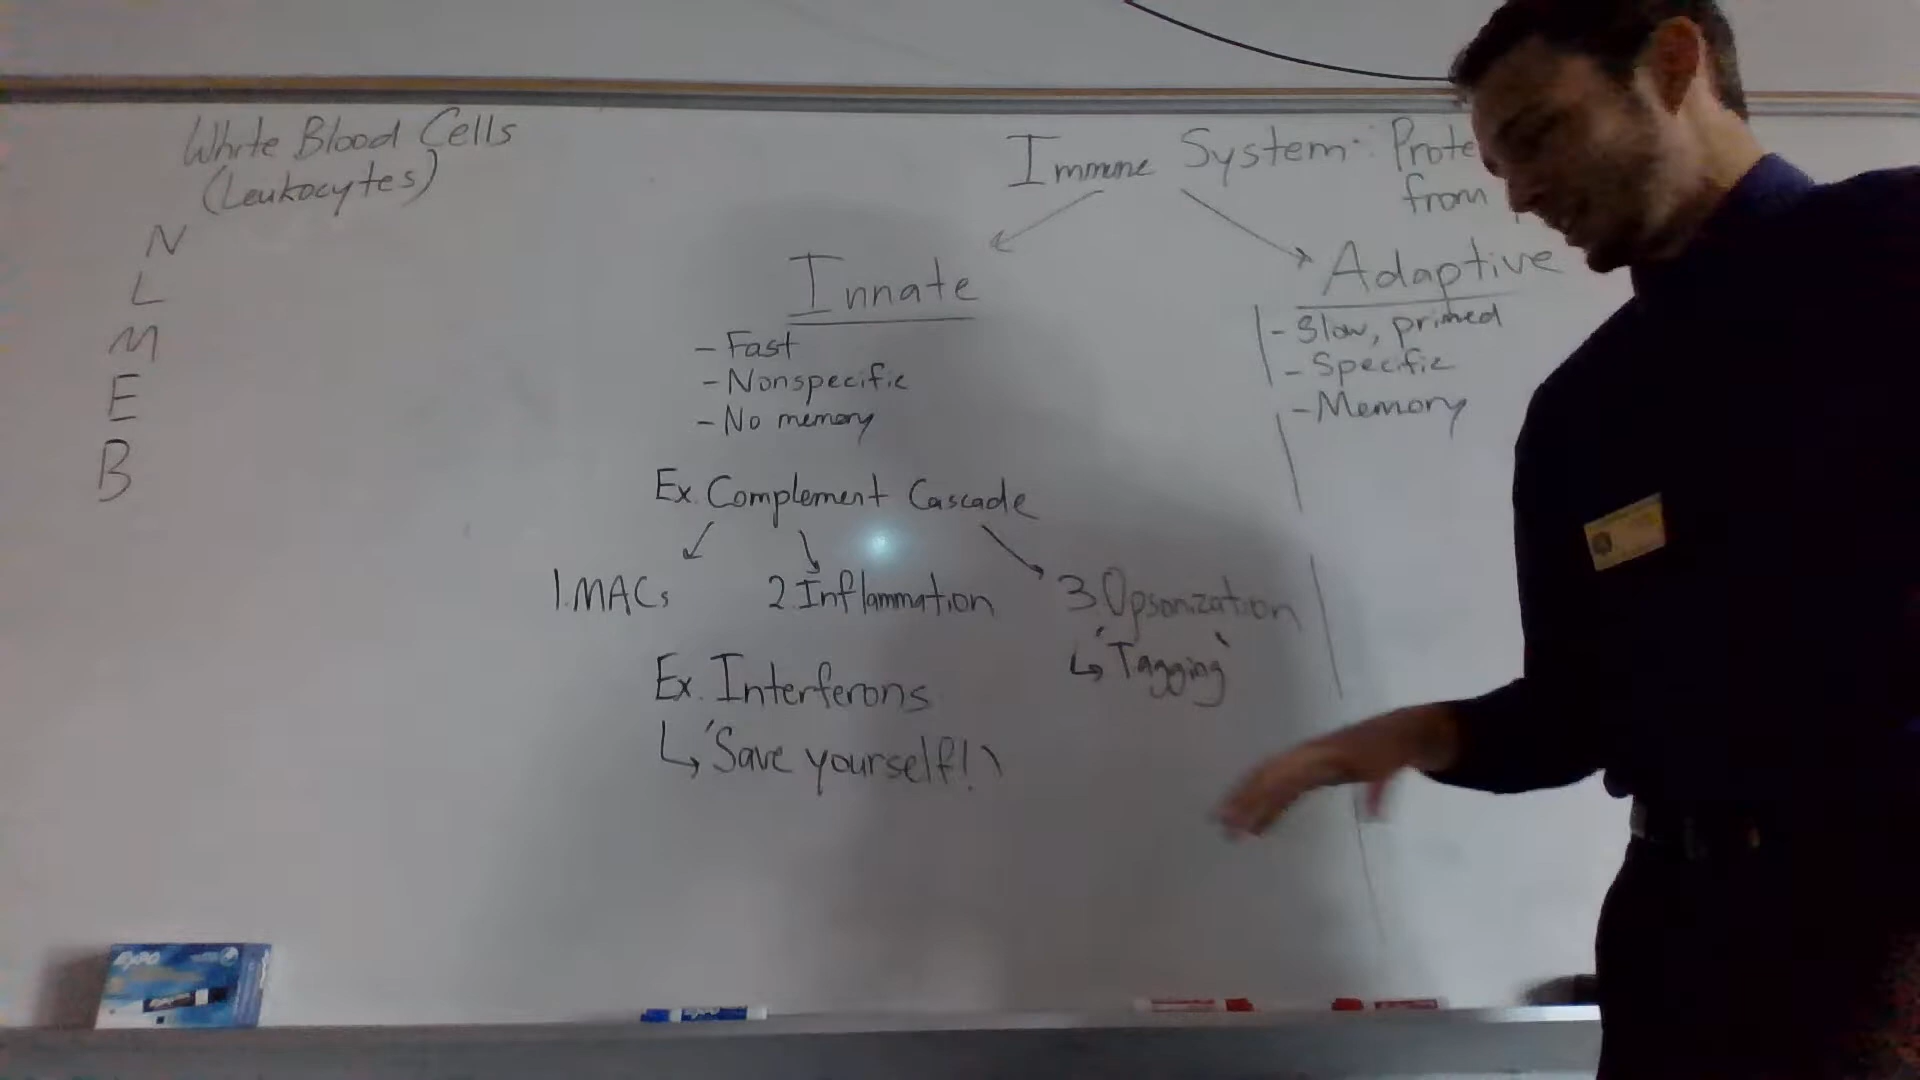 White Blood Cells
(Leukocytes)
N
L
M
E
B
Immune System: Prote
from
Innate
- Fast
- Nonspecific
- No memory
Adaptive
- Slow, primed
- Specific
- Memory
Ex. Complement Cascade
1. MACs
2. Inflammation
3. Opsonization
↳ 'Tagging'
Ex. Interferons
↳ 'Save yourself!'
expo